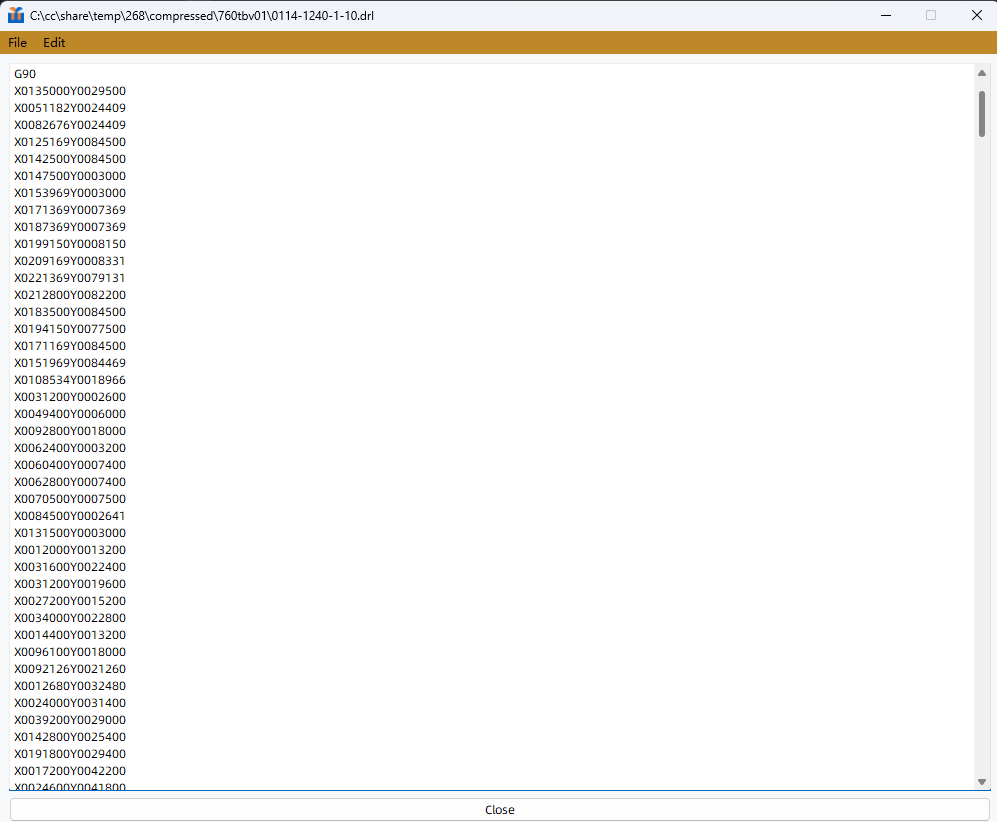 C:\cc\share\temp\268\compressed\760tbv01\0114-1240-1-10.drl
File Edit
G90
X0135000Y0029500
X0051182Y0024409
X0082676Y0024409
X0125169Y0084500
X0142500Y0084500
X0147500Y0003000
X0153969Y0003000
X0171369Y0007369
X0187369Y0007369
X0199150Y0008150
X0209169Y0008331
X0221369Y0079131
X0212800Y0082200
X0183500Y0084500
X0194150Y0077500
X0171169Y0084500
X0151969Y0084469
X0108534Y0018966
X0031200Y0002600
X0049400Y0006000
X0092800Y0018000
X0062400Y0003200
X0060400Y0007400
X0062800Y0007400
X0070500Y0007500
X0084500Y0002641
X0131500Y0003000
X0012000Y0013200
X0031600Y0022400
X0031200Y0019600
X0027200Y0015200
X0034000Y0022800
X0014400Y0013200
X0096100Y0018000
X0092126Y0021260
X0012680Y0032480
X0024000Y0031400
X0039200Y0029000
X0142800Y0025400
X0191800Y0029400
X0017200Y0042200
X0024600Y0041800
Close